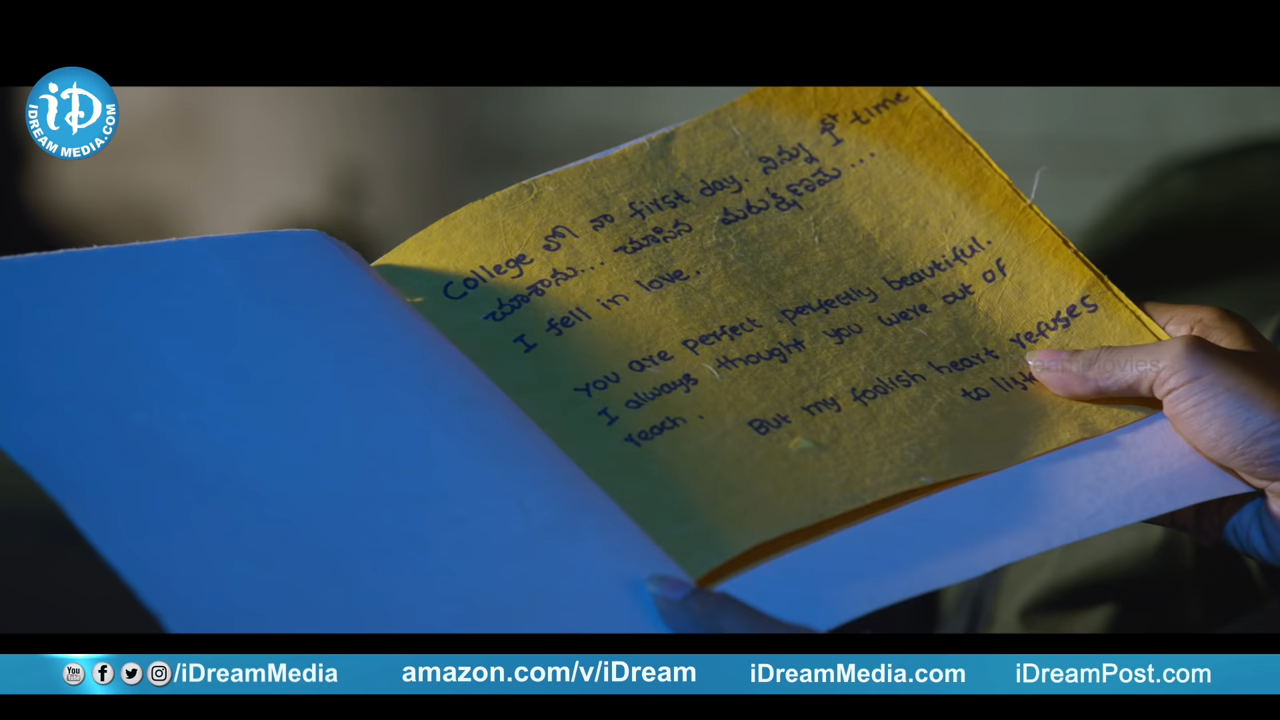 iD
IDREAM MEDIA.COM
College లో నా first day. నిన్ను 1st time
చూశాను... చూసిన మరుక్షణమే...
I fell in love.
You are perfect perfectly beautiful.
I always thought you were out of
reach. But my foolish heart refuses
to
/iDreamMedia
amazon.com/v/iDream
iDreamMedia.com
iDreamPost.com